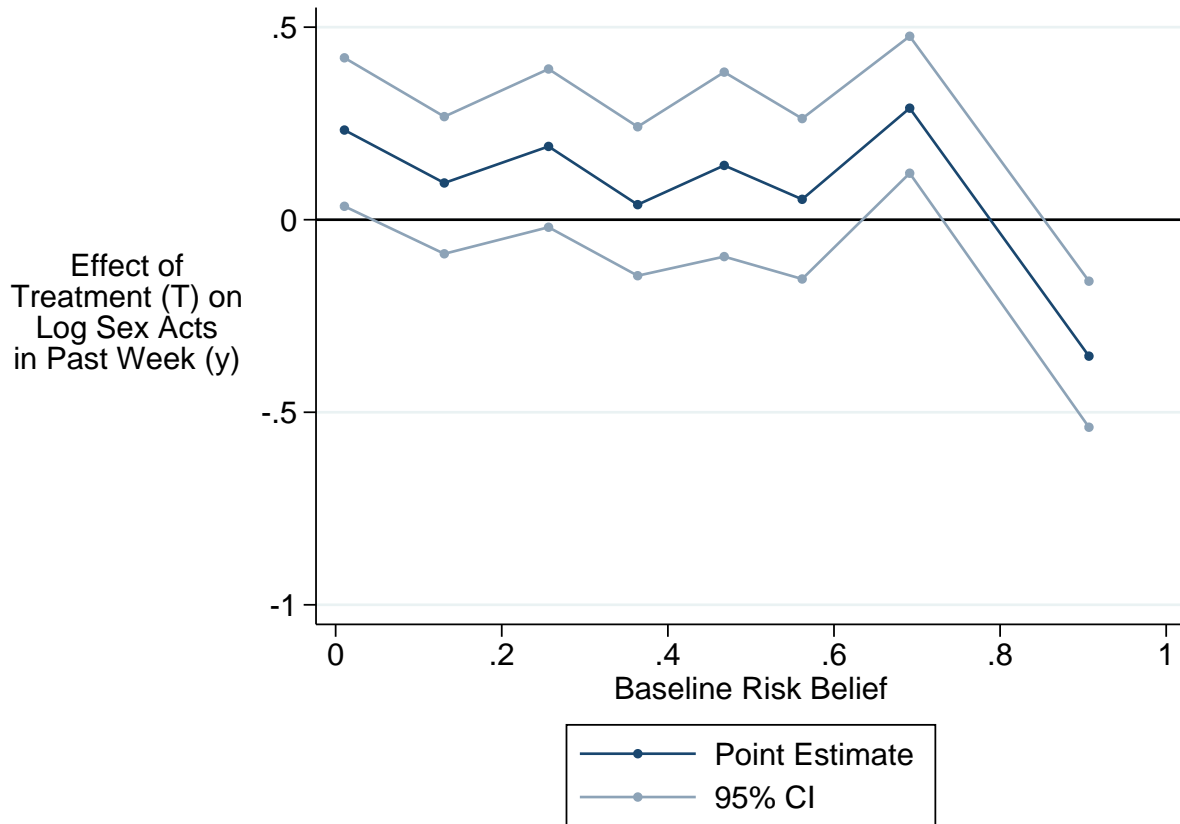 .5
0
-.5
-1
Effect of
Treatment (T) on
Log Sex Acts
in Past Week (y)
0 .2 .4 .6 .8 1
Baseline Risk Belief
Point Estimate
95% CI